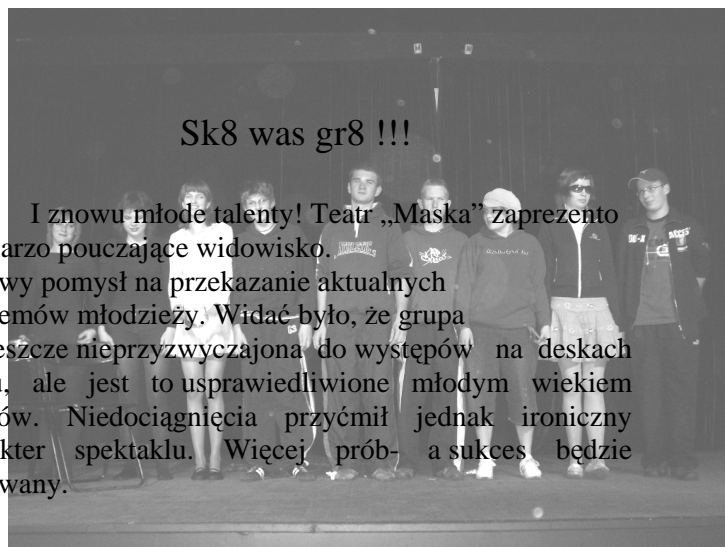 Sk8 was gr8 !!!
I znowu młode talenty! Teatr „Maska” zaprezento
arzo pouczające widowisko.
wy pomysł na przekazanie aktualnych
emów młodzieży. Widać było, że grupa
eszcze nieprzyzwyczajona do występów na deskach
u, ale jest to usprawiedliwione młodym wiekiem
ów. Niedociągnięcia przyćmił jednak ironiczny
kter spektaklu. Więcej prób- a sukces będzie
wany.